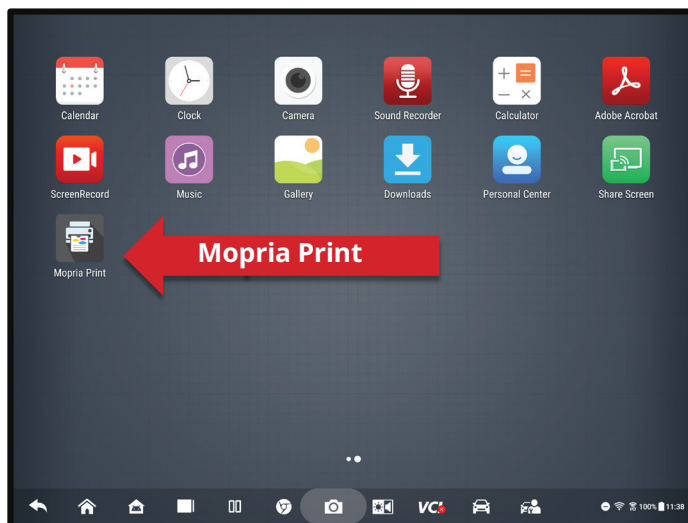 Calendar
Clock
Camera
Sound Recorder
Calculator
Adobe Acrobat
ScreenRecord
Music
Gallery
Downloads
Personal Center
Share Screen
Mopria Print
Mopria Print
VCI
100%
11:38